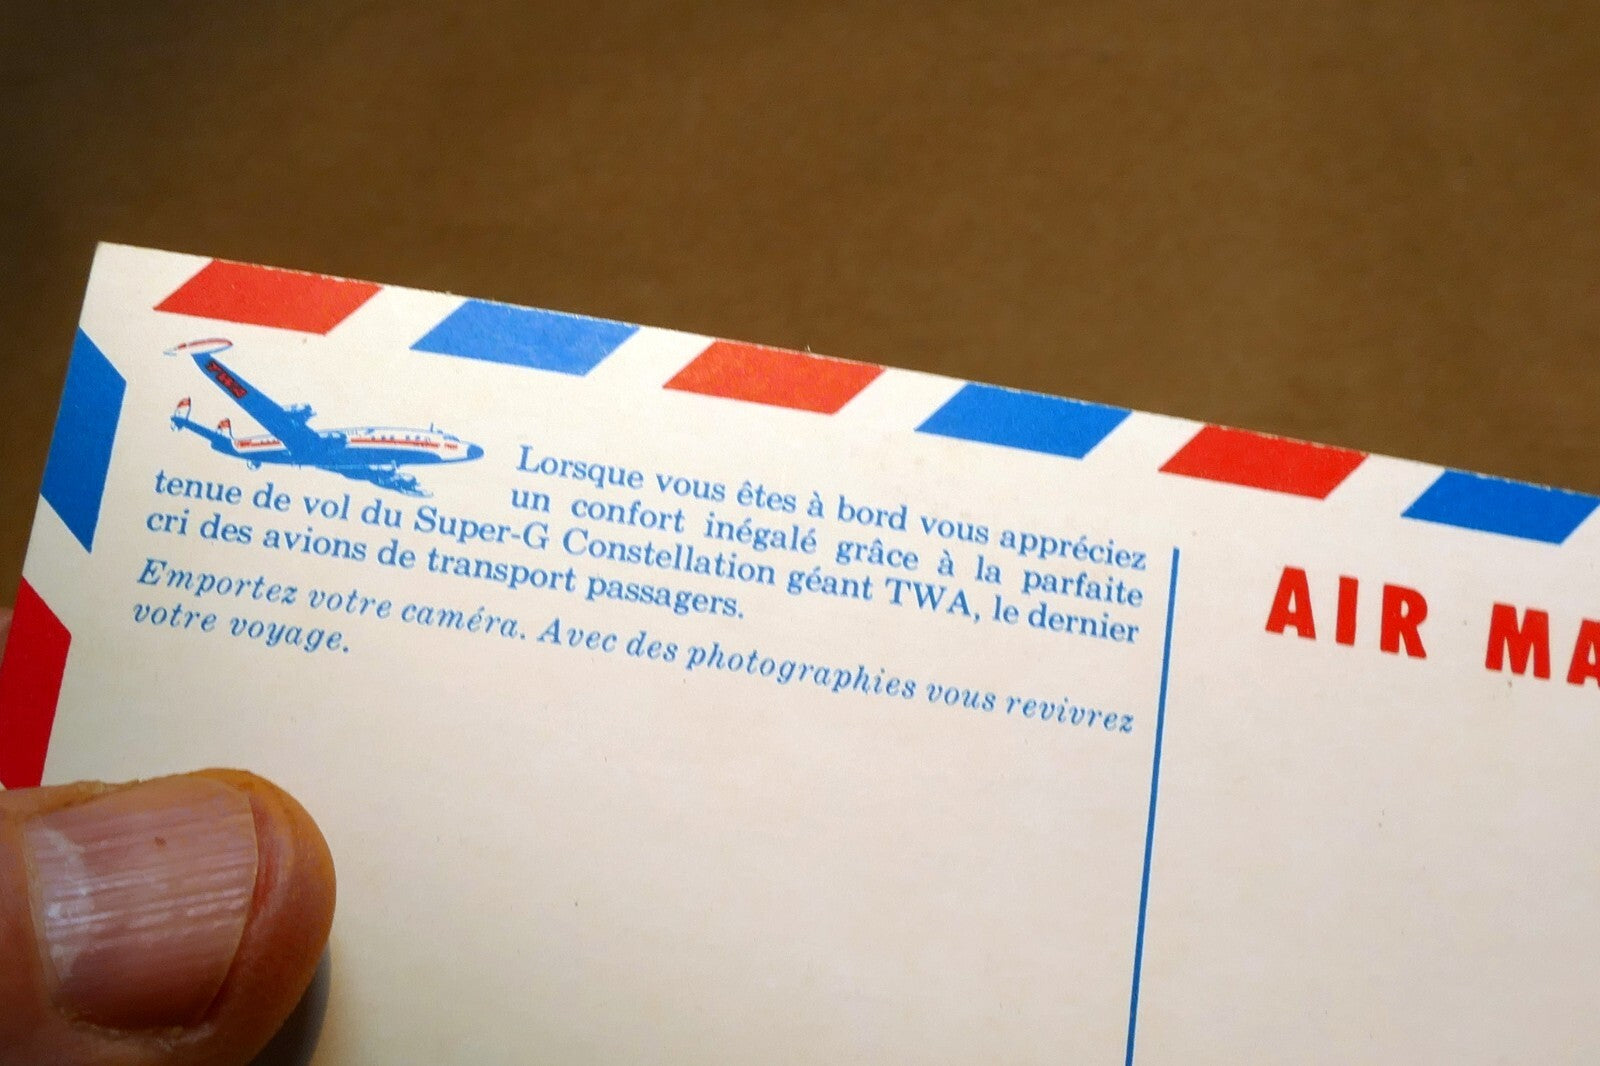 Lorsque vous êtes à bord vous appréciez
un confort inégalé grâce à la parfaite
tenue de vol du Super-G Constellation géant TWA, le dernier
cri des avions de transport passagers.
Emportez votre caméra. Avec des photographies vous revivrez
votre voyage.
AIR MA
TWA